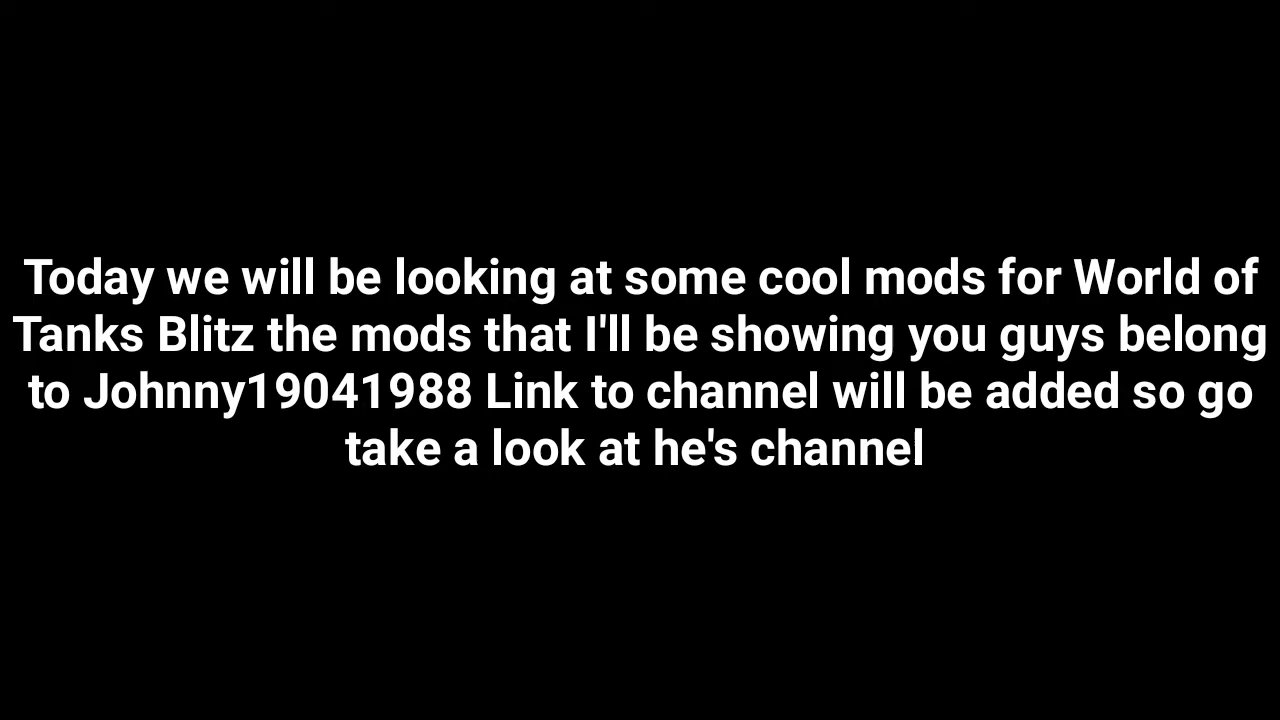 Today we will be looking at some cool mods for World of
Tanks Blitz the mods that I'll be showing you guys belong
to Johnny19041988 Link to channel will be added so go
take a look at he's channel